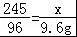 245/96 = x/9.6g